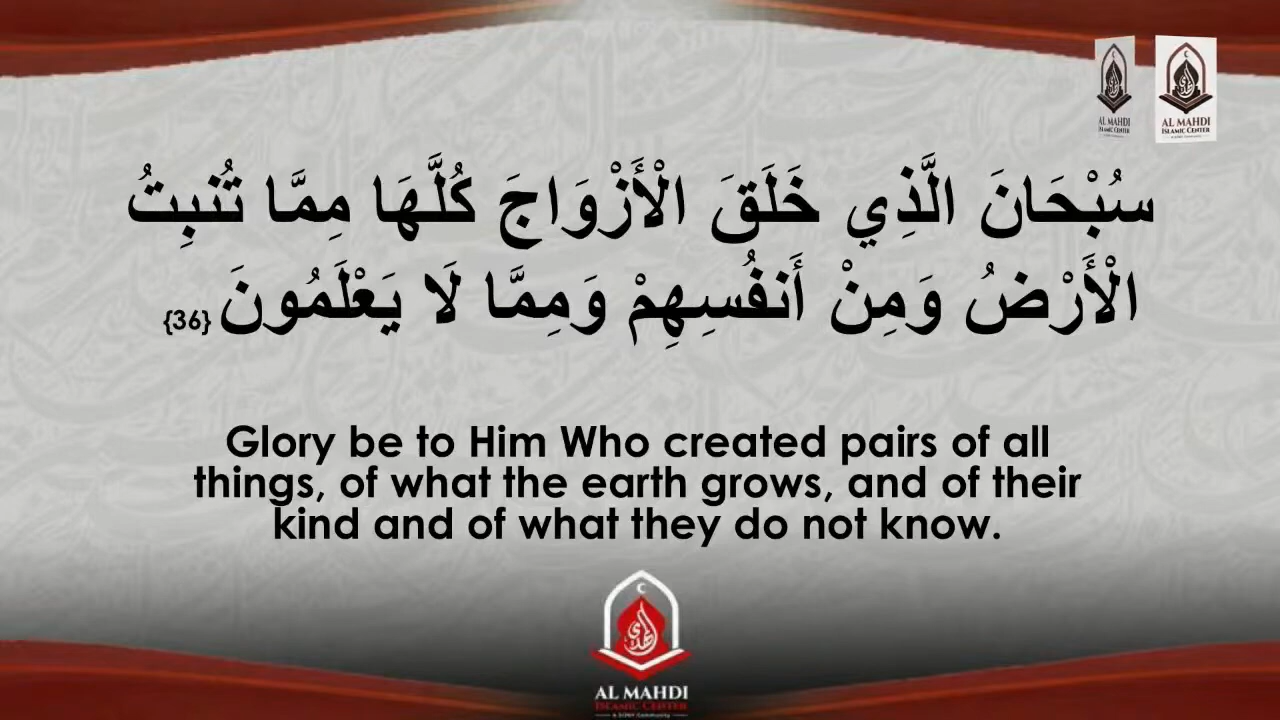 AL MAHDI
ISLAMIC CENTER
AL MAHDI
ISLAMIC CENTER
سُبْحَانَ الَّذِي خَلَقَ الْأَزْوَاجَ كُلَّهَا مِمَّا تُنبِتُ
الْأَرْضُ وَمِنْ أَنفُسِهِمْ وَمِمَّا لَا يَعْلَمُونَ {36}
Glory be to Him Who created pairs of all
things, of what the earth grows, and of their
kind and of what they do not know.
المهدي
AL MAHDI
ISLAMIC CENTER